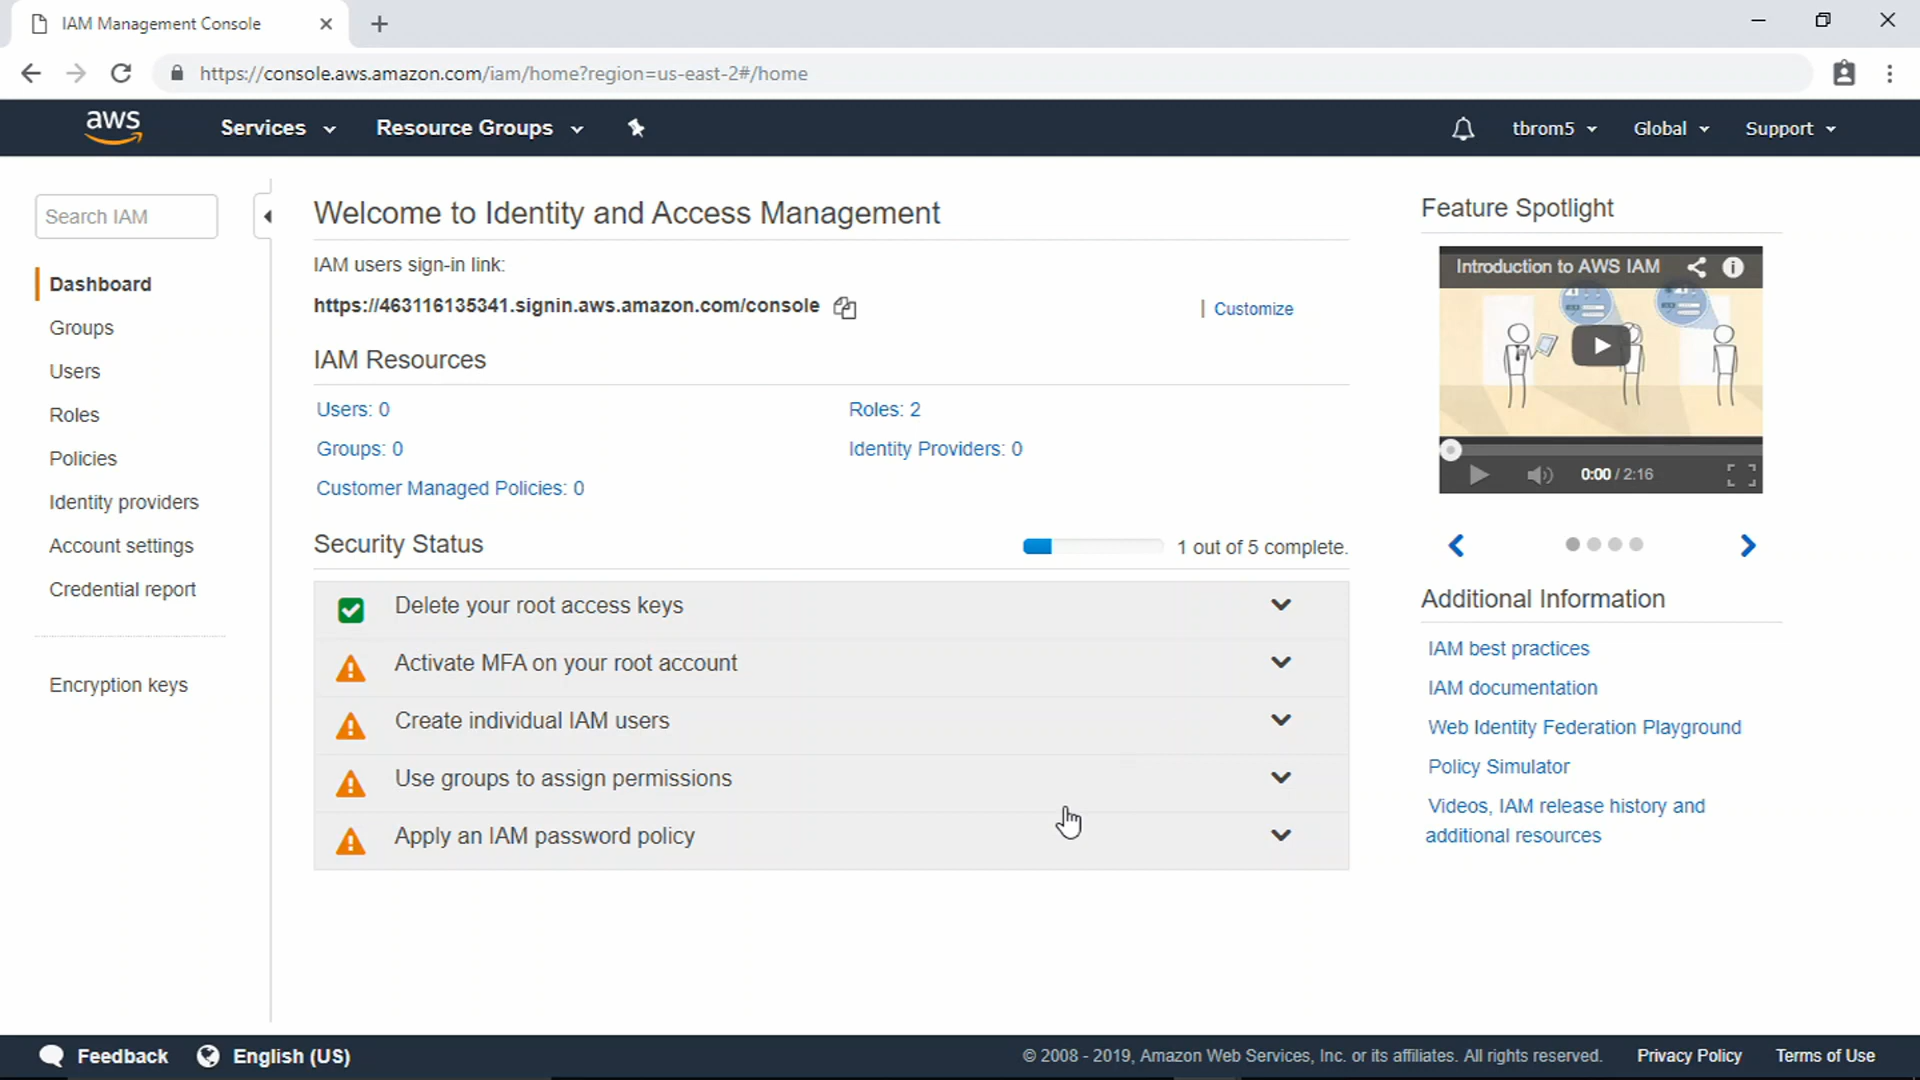 IAM Management Console
https://console.aws.amazon.com/iam/home?region=us-east-2#/home
aws
Services
Resource Groups
tbrom5
Global
Support
Search IAM
Dashboard
Groups
Users
Roles
Policies
Identity providers
Account settings
Credential report
Encryption keys
Welcome to Identity and Access Management
IAM users sign-in link:
https://463116135341.signin.aws.amazon.com/console
Customize
IAM Resources
Users: 0
Roles: 2
Groups: 0
Identity Providers: 0
Customer Managed Policies: 0
Security Status
1 out of 5 complete.
Delete your root access keys
Activate MFA on your root account
Create individual IAM users
Use groups to assign permissions
Apply an IAM password policy
Feature Spotlight
Introduction to AWS IAM
0:00 / 2:16
Additional Information
IAM best practices
IAM documentation
Web Identity Federation Playground
Policy Simulator
Videos, IAM release history and
additional resources
Feedback
English (US)
© 2008 - 2019, Amazon Web Services, Inc. or its affiliates. All rights reserved.
Privacy Policy
Terms of Use